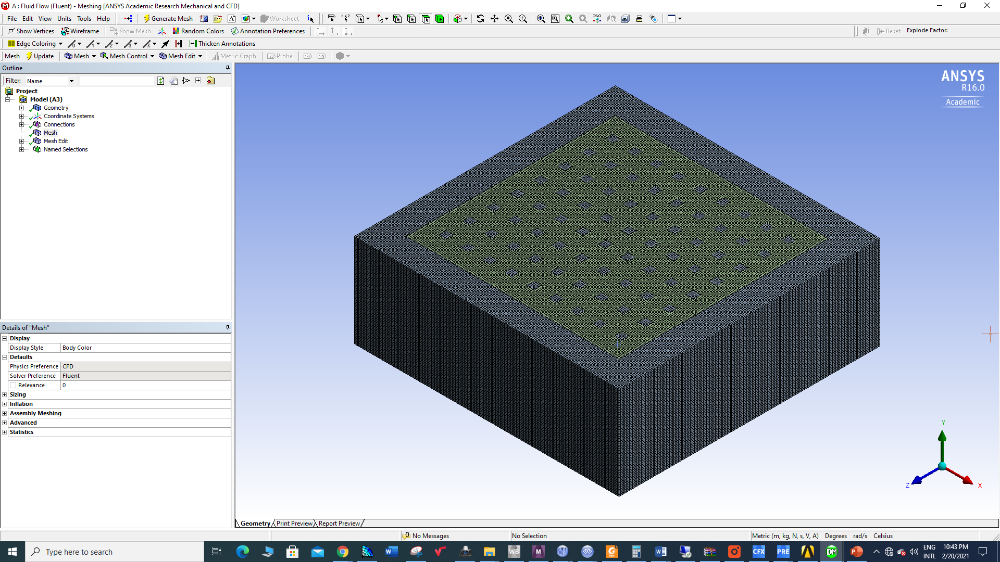 A : Fluid Flow (Fluent) - Meshing [ANSYS Academic Research Mechanical and CFD]
File Edit View Units Tools Help Generate Mesh A Worksheet
Show Vertices Wireframe Show Mesh Random Colors Annotation Preferences Reset Explode Factor:
Edge Coloring Thicken Annotations
Mesh Update Mesh Mesh Control Mesh Edit Metric Graph Probe MAX MIN
Outline
Filter: Name
Project
Model (A3)
Geometry
Coordinate Systems
Connections
Mesh
Mesh Edit
Named Selections
Details of "Mesh"
Display
Display Style Body Color
Defaults
Physics Preference CFD
Solver Preference Fluent
Relevance 0
Sizing
Inflation
Assembly Meshing
Advanced
Statistics
ANSYS
R16.0
Academic
Y
Z
X
Geometry Print Preview Report Preview
No Messages No Selection Metric (m, kg, N, s, V, A) Degrees rad/s Celsius
Type here to search
WB M CFX PRE DM
ENG
INTL
10:43 PM
2/20/2021